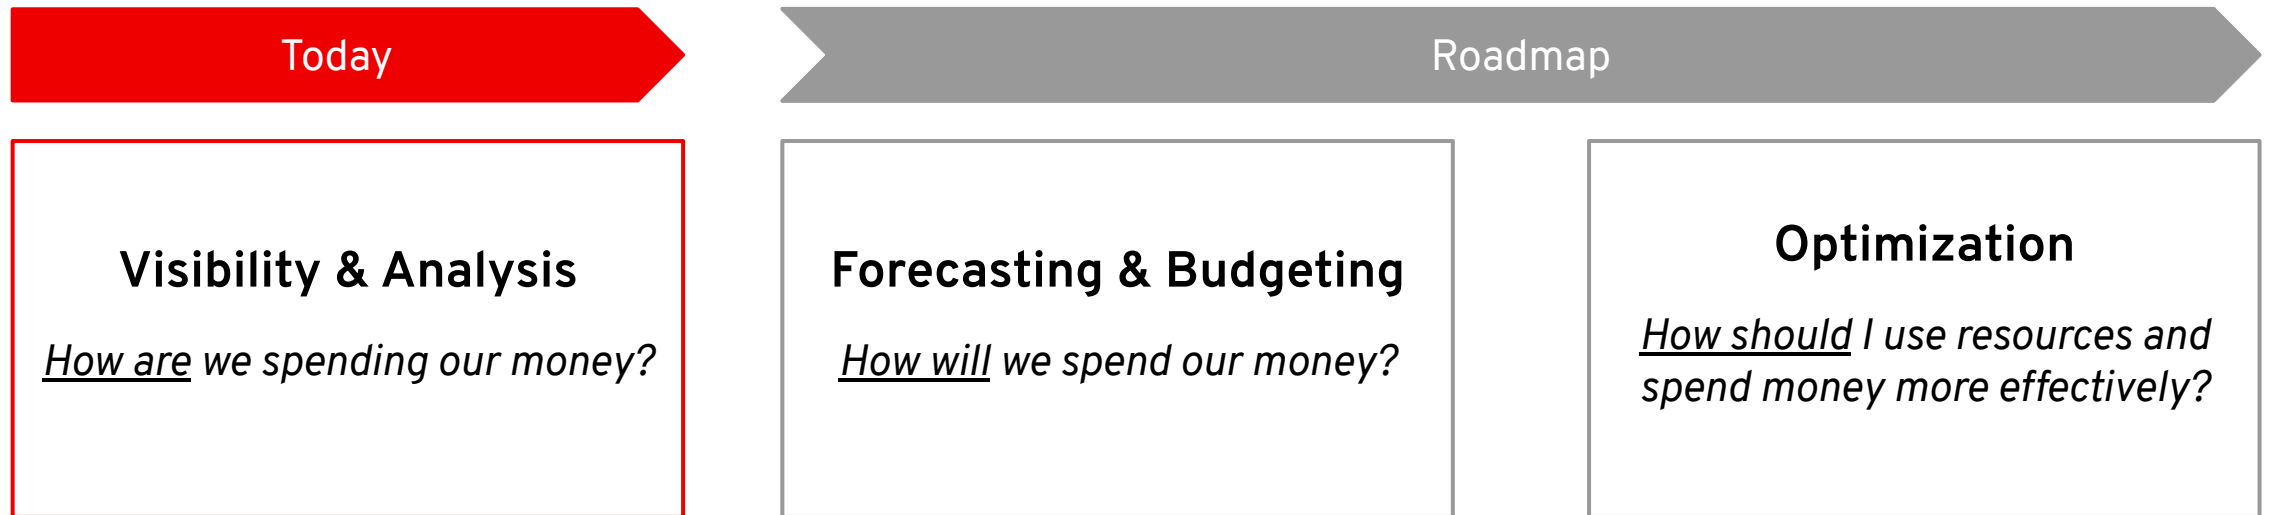 Today
Roadmap
Visibility & Analysis
How are we spending our money?
Forecasting & Budgeting
How will we spend our money?
Optimization
How should I use resources and
spend money more effectively?